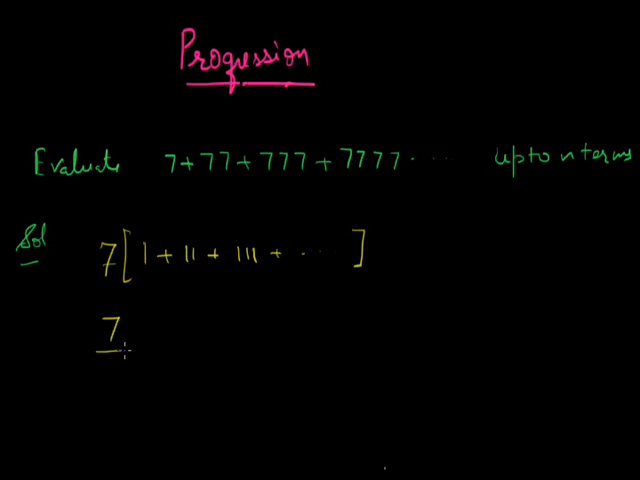 Progression
Evaluate 7+77+777+7777..... upto n terms
Sol
7[1+11+111+....]
7